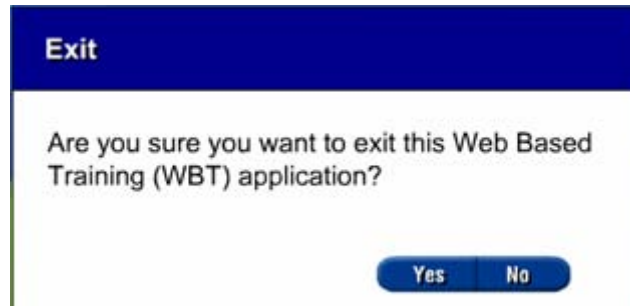 Exit
Are you sure you want to exit this Web Based
Training (WBT) application?
Yes No